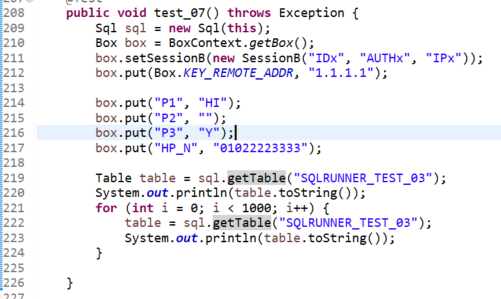 @Test
208 public void test_07() throws Exception {
209 Sql sql = new Sql(this);
210 Box box = BoxContext.getBox();
211 box.setSessionB(new SessionB("IDx", "AUTHx", "IPx"));
212 box.put(Box.KEY_REMOTE_ADDR, "1.1.1.1");
213
214 box.put("P1", "HI");
215 box.put("P2", "");
216 box.put("P3", "Y");
217 box.put("HP_N", "01022223333");
218
219 Table table = sql.getTable("SQLRUNNER_TEST_03");
220 System.out.println(table.toString());
221 for (int i = 0; i < 1000; i++) {
222 table = sql.getTable("SQLRUNNER_TEST_03");
223 System.out.println(table.toString());
224 }
225
226 }
227